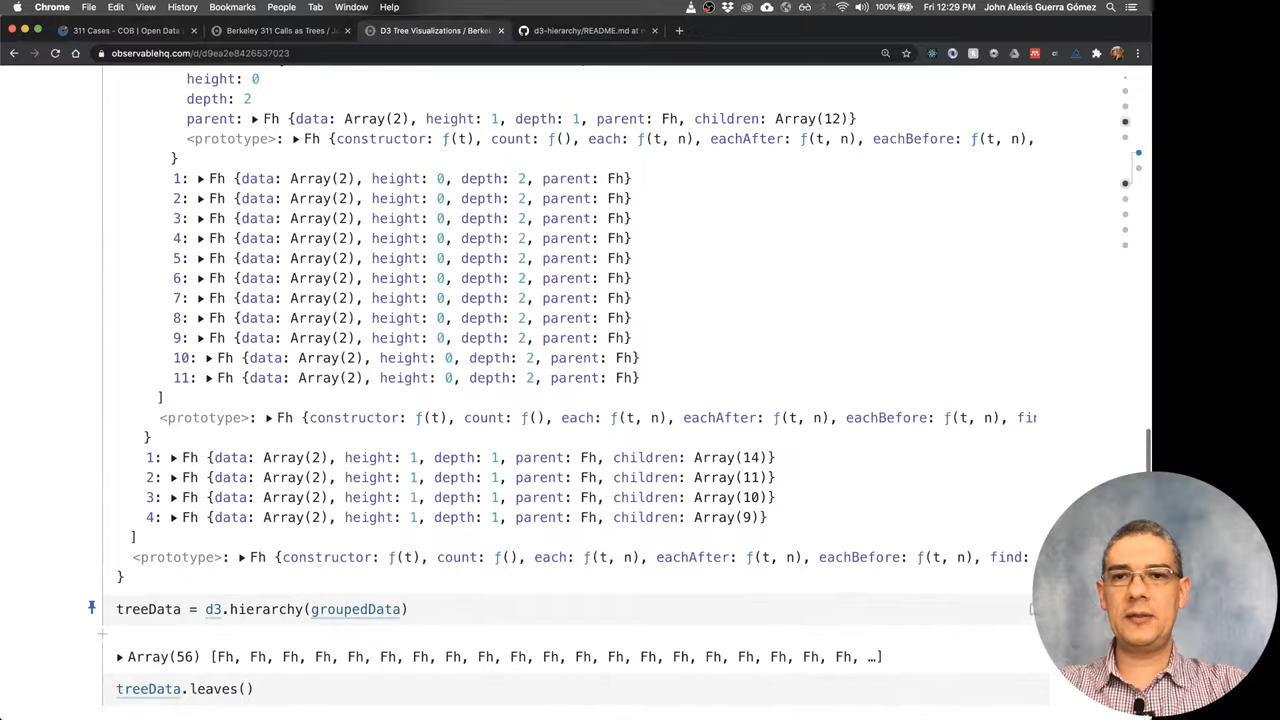 Chrome File Edit View History Bookmarks People Tab Window Help 100% Fri 12:29 PM John Alexis Guerra Gómez
311 Cases - COB | Open Data Berkeley 311 Calls as Trees / J D3 Tree Visualizations / Berkel d3-hierarchy/README.md at
observablehq.com/d/d9ea2e8426537023
height: 0
depth: 2
parent: ▸ Fh {data: Array(2), height: 1, depth: 1, parent: Fh, children: Array(12)}
<prototype>: ▸ Fh {constructor: ƒ(t), count: ƒ(), each: ƒ(t, n), eachAfter: ƒ(t, n), eachBefore: ƒ(t, n),
}
1: ▸ Fh {data: Array(2), height: 0, depth: 2, parent: Fh}
2: ▸ Fh {data: Array(2), height: 0, depth: 2, parent: Fh}
3: ▸ Fh {data: Array(2), height: 0, depth: 2, parent: Fh}
4: ▸ Fh {data: Array(2), height: 0, depth: 2, parent: Fh}
5: ▸ Fh {data: Array(2), height: 0, depth: 2, parent: Fh}
6: ▸ Fh {data: Array(2), height: 0, depth: 2, parent: Fh}
7: ▸ Fh {data: Array(2), height: 0, depth: 2, parent: Fh}
8: ▸ Fh {data: Array(2), height: 0, depth: 2, parent: Fh}
9: ▸ Fh {data: Array(2), height: 0, depth: 2, parent: Fh}
10: ▸ Fh {data: Array(2), height: 0, depth: 2, parent: Fh}
11: ▸ Fh {data: Array(2), height: 0, depth: 2, parent: Fh}
]
<prototype>: ▸ Fh {constructor: ƒ(t), count: ƒ(), each: ƒ(t, n), eachAfter: ƒ(t, n), eachBefore: ƒ(t, n), fin
}
1: ▸ Fh {data: Array(2), height: 1, depth: 1, parent: Fh, children: Array(14)}
2: ▸ Fh {data: Array(2), height: 1, depth: 1, parent: Fh, children: Array(11)}
3: ▸ Fh {data: Array(2), height: 1, depth: 1, parent: Fh, children: Array(10)}
4: ▸ Fh {data: Array(2), height: 1, depth: 1, parent: Fh, children: Array(9)}
]
<prototype>: ▸ Fh {constructor: ƒ(t), count: ƒ(), each: ƒ(t, n), eachAfter: ƒ(t, n), eachBefore: ƒ(t, n), find:
}
treeData = d3.hierarchy(groupedData)
▸ Array(56) [Fh, Fh, Fh, Fh, Fh, Fh, Fh, Fh, Fh, Fh, Fh, Fh, Fh, Fh, Fh, Fh, Fh, Fh, Fh, Fh, …]
treeData.leaves()